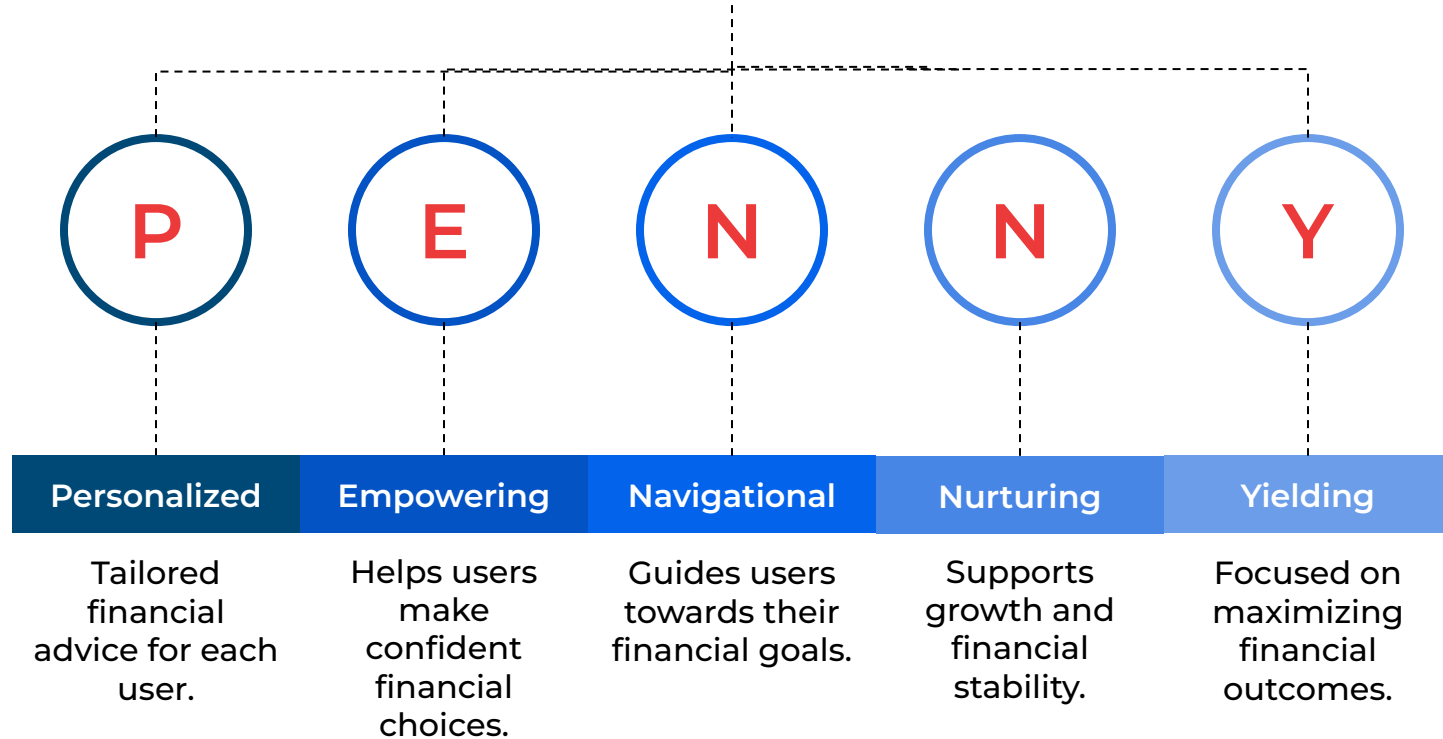 P
E
N
N
Y
Personalized
Empowering
Navigational
Nurturing
Yielding
Tailored
financial
advice for each
user.
Helps users
make
confident
financial
choices.
Guides users
towards their
financial goals.
Supports
growth and
financial
stability.
Focused on
maximizing
financial
outcomes.